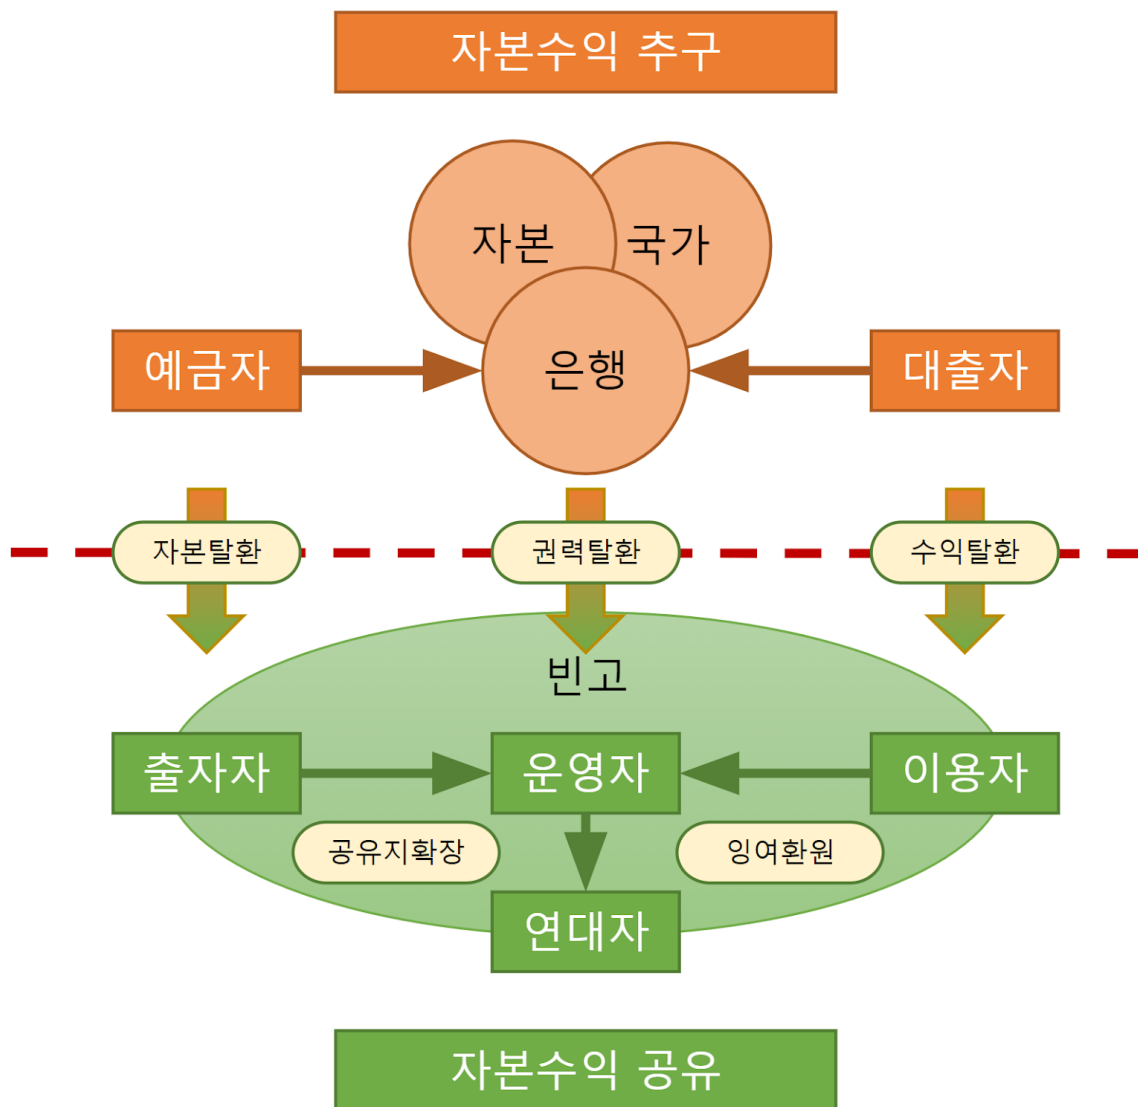 자본수익 추구
자본
국가
예금자
은행
대출자
자본탈환
권력탈환
수익탈환
빈고
출자자
운영자
이용자
공유지확장
잉여환원
연대자
자본수익 공유